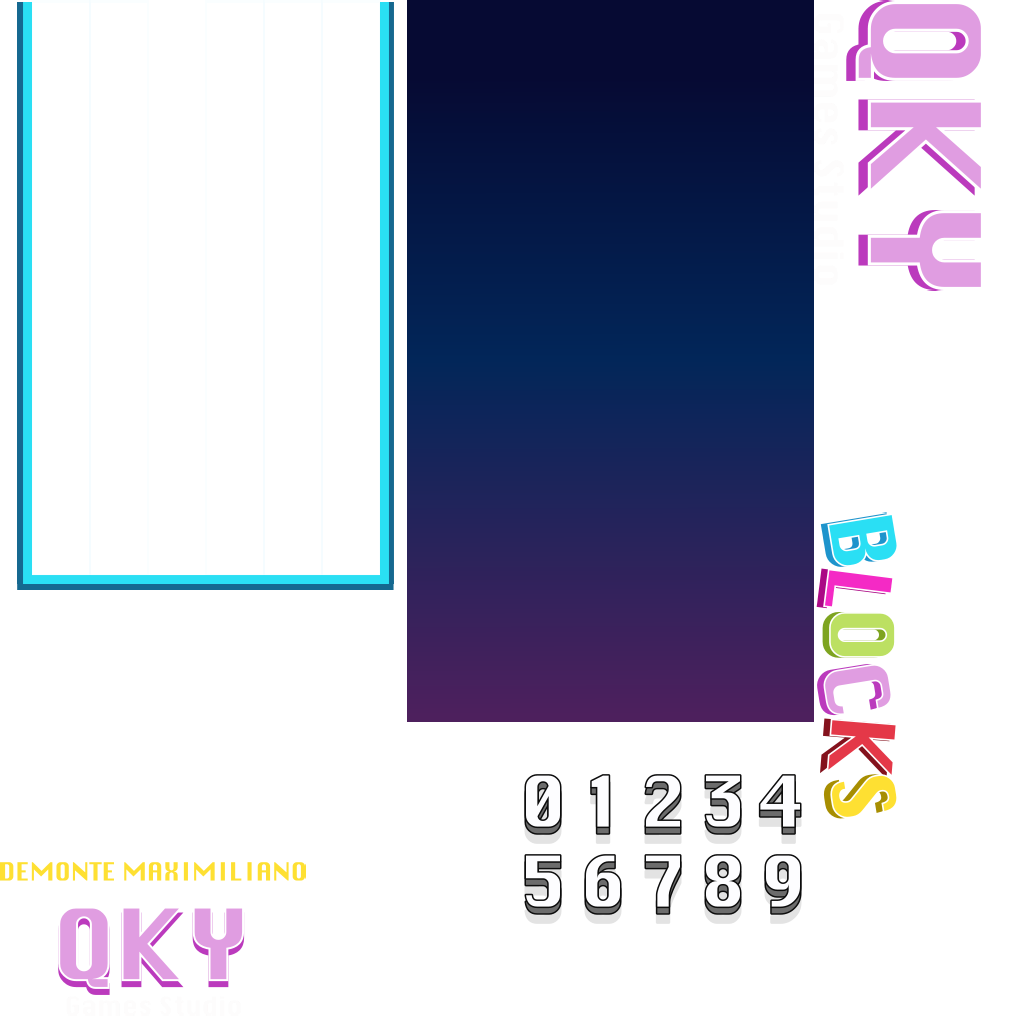 QKY
Games Studio
BLOCKS
0 1 2 3 4
5 6 7 8 9
DEMONTE MAXIMILIANO
QKY
Games Studio